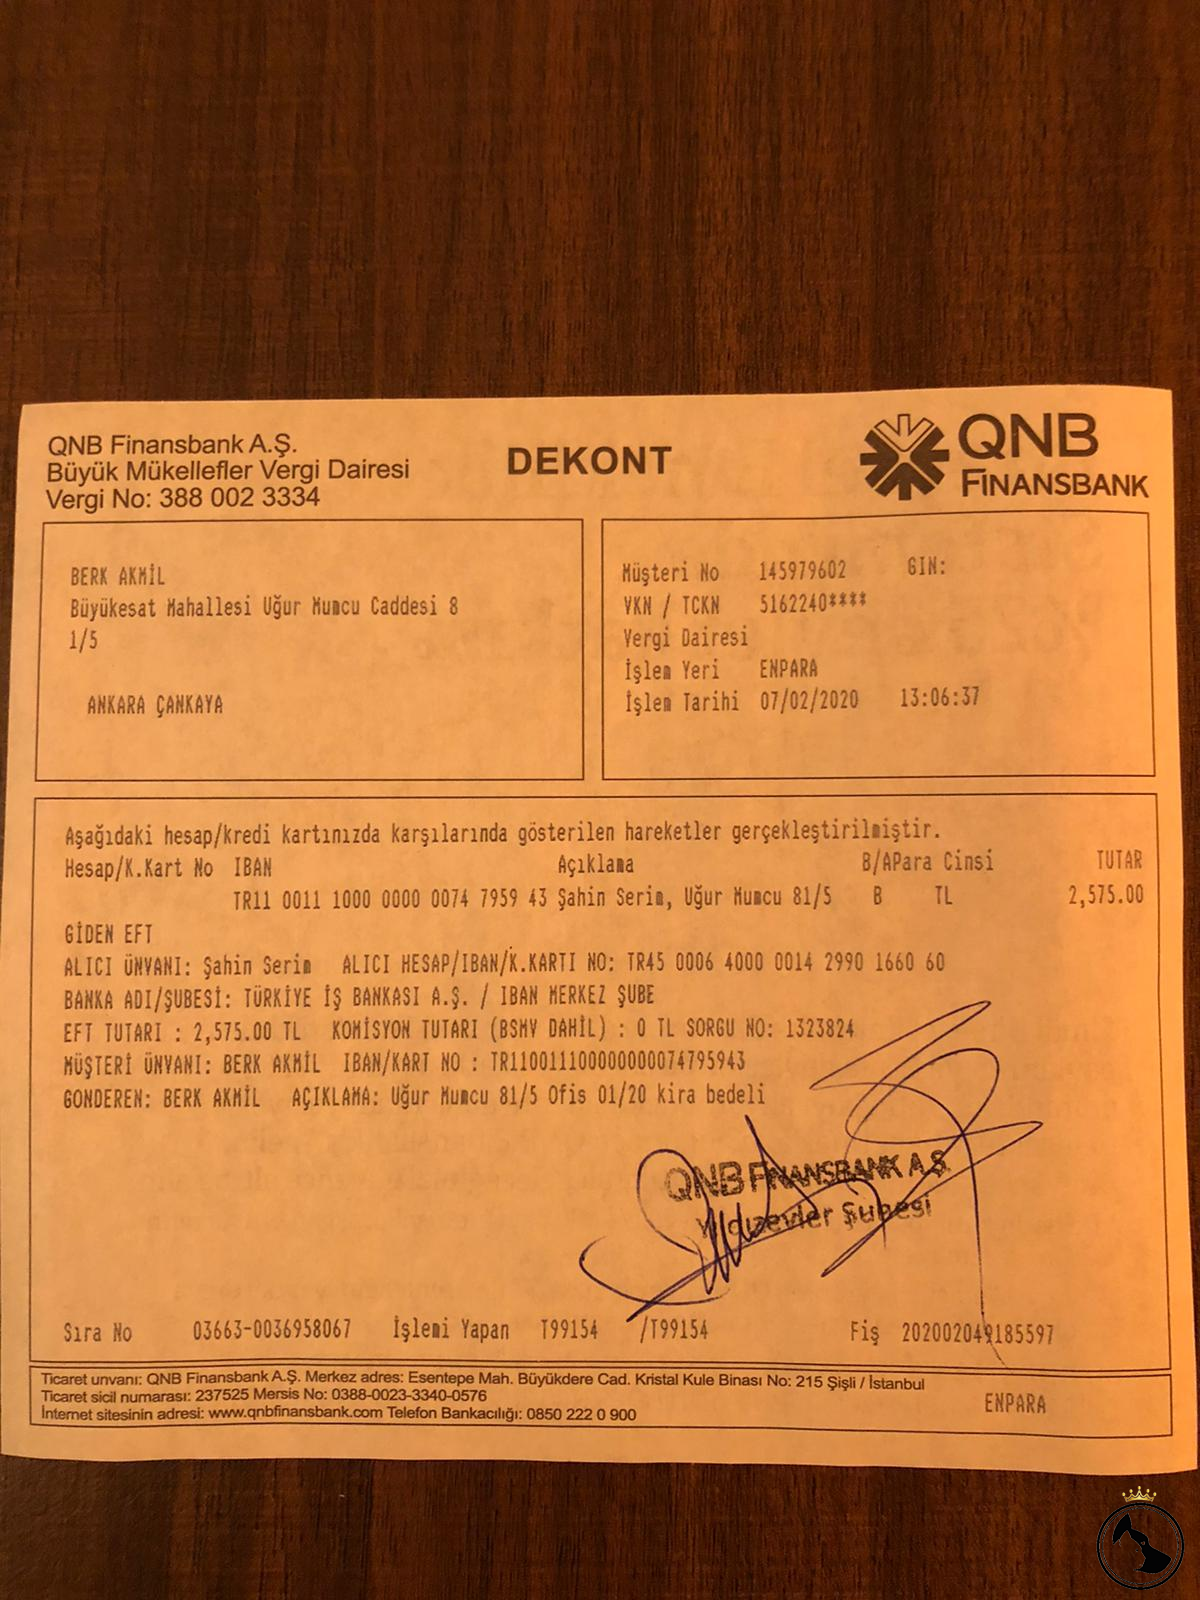 QNB Finansbank A.Ş.
Büyük Mükellefler Vergi Dairesi
Vergi No: 388 002 3334
DEKONT
QNB
FİNANSBANK
BERK AKMİL
Büyükesat Mahallesi Uğur Mumcu Caddesi 8
1/5
ANKARA ÇANKAYA
Müşteri No 145979602 GIN:
VKN / TCKN 5162240****
Vergi Dairesi
İşlem Yeri ENPARA
İşlem Tarihi 07/02/2020 13:06:37
Aşağıdaki hesap/kredi kartınızda karşılarında gösterilen hareketler gerçekleştirilmiştir.
Hesap/K.Kart No IBAN Açıklama B/APara Cinsi TUTAR
TR11 0011 1000 0000 0074 7959 43 Şahin Serim, Uğur Mumcu 81/5 B TL 2,575.00
GİDEN EFT
ALICI ÜNVANI: Şahin Serim ALICI HESAP/IBAN/K.KARTI NO: TR45 0006 4000 0014 2990 1660 60
BANKA ADI/ŞUBESİ: TÜRKİYE İŞ BANKASI A.Ş. / IBAN MERKEZ ŞUBE
EFT TUTARI : 2,575.00 TL KOMİSYON TUTARI (BSMV DAHİL) : 0 TL SORGU NO: 1323824
MÜŞTERİ ÜNVANI: BERK AKMİL IBAN/KART NO : TR110011100000000074795943
GONDEREN: BERK AKMİL AÇIKLAMA: Uğur Mumcu 81/5 Ofis 01/20 kira bedeli
QNB FİNANSBANK A.Ş.
Yıldızevler Şubesi
Sıra No 03663-0036958067 İşlemi Yapan T99154 /T99154 Fiş 202002049185597
Ticaret unvanı: QNB Finansbank A.Ş. Merkez adres: Esentepe Mah. Büyükdere Cad. Kristal Kule Binası No: 215 Şişli / İstanbul
Ticaret sicil numarası: 237525 Mersis No: 0388-0023-3340-0576
İnternet sitesinin adresi: www.qnbfinansbank.com Telefon Bankacılığı: 0850 222 0 900
ENPARA